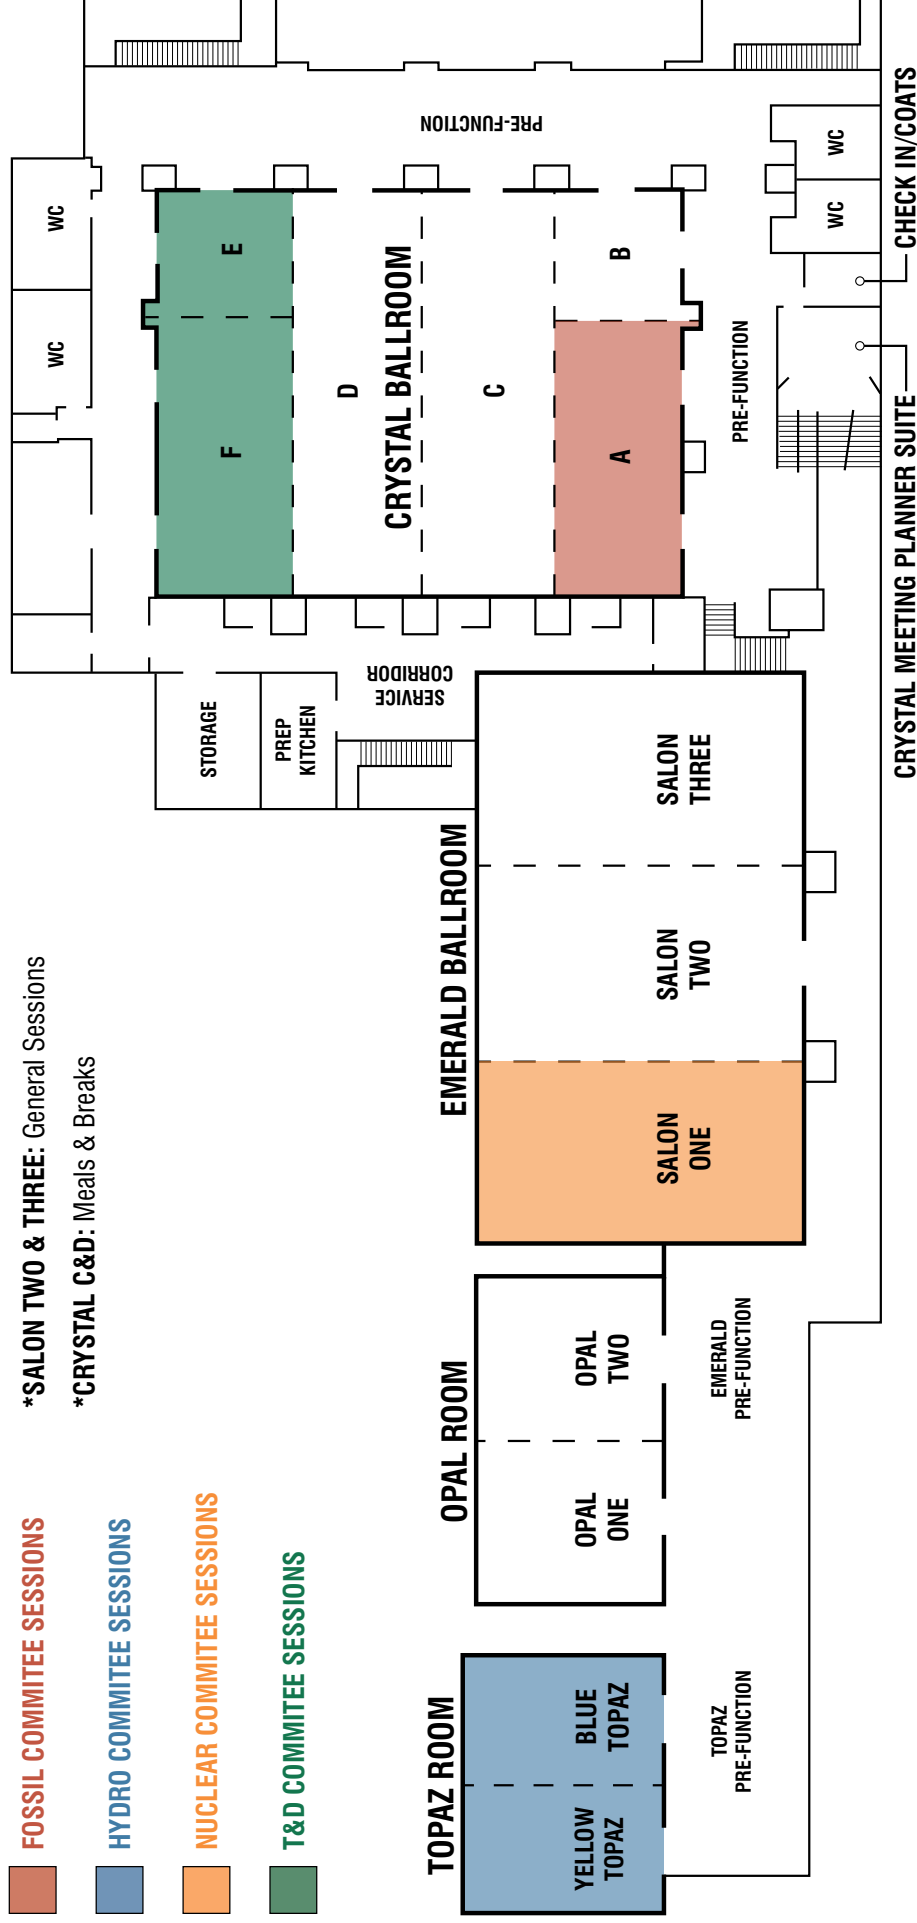 FOSSIL COMMITEE SESSIONS
HYDRO COMMITEE SESSIONS
NUCLEAR COMMITEE SESSIONS
T&D COMMITEE SESSIONS
*SALON TWO & THREE: General Sessions
*CRYSTAL C&D: Meals & Breaks
TOPAZ ROOM
YELLOW
TOPAZ
BLUE
TOPAZ
TOPAZ
PRE-FUNCTION
OPAL ROOM
OPAL
ONE
OPAL
TWO
EMERALD
PRE-FUNCTION
EMERALD BALLROOM
SALON
ONE
SALON
TWO
SALON
THREE
STORAGE
PREP
KITCHEN
SERVICE
CORRIDOR
WC
WC
CRYSTAL BALLROOM
F
E
D
C
A
B
PRE-FUNCTION
PRE-FUNCTION
WC
WC
CRYSTAL MEETING PLANNER SUITE
CHECK IN/COATS